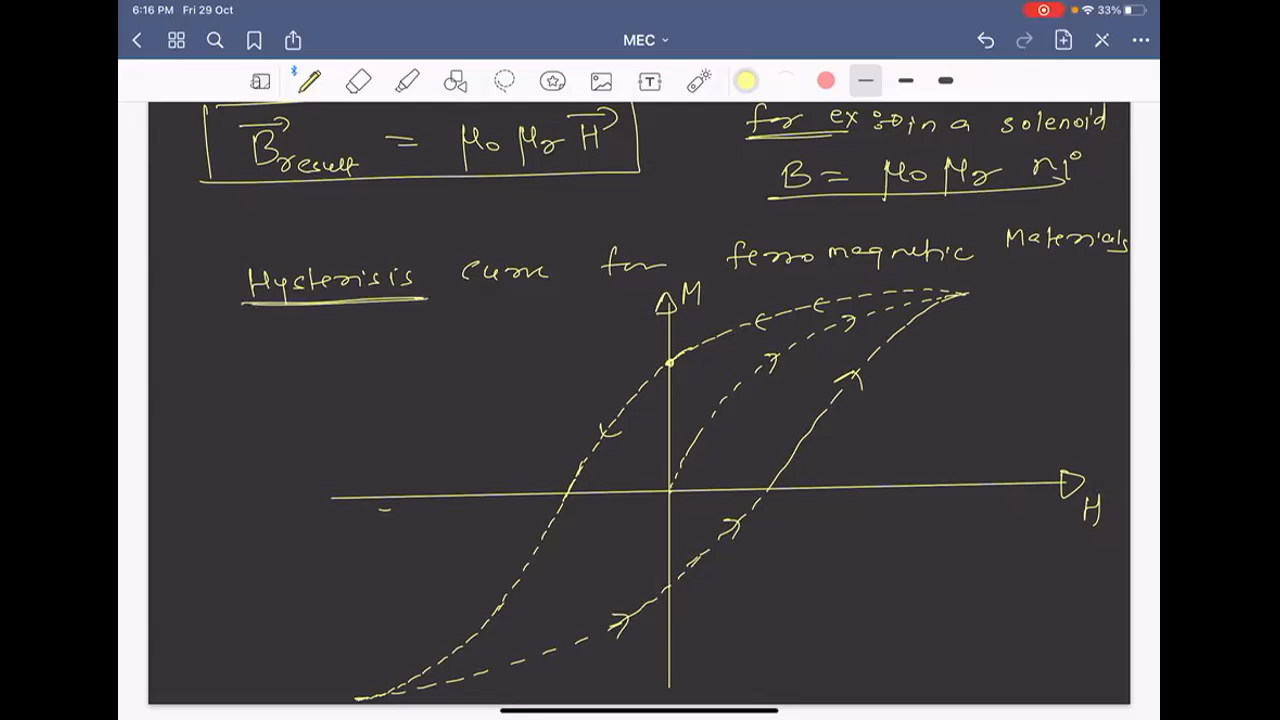 6:16 PM Fri 29 Oct
33%
MEC
B result = μ0 μr H
for ex :- in a solenoid
B = μ0 μr ni
Hysterisis curve for ferromagnetic Materials
M
H